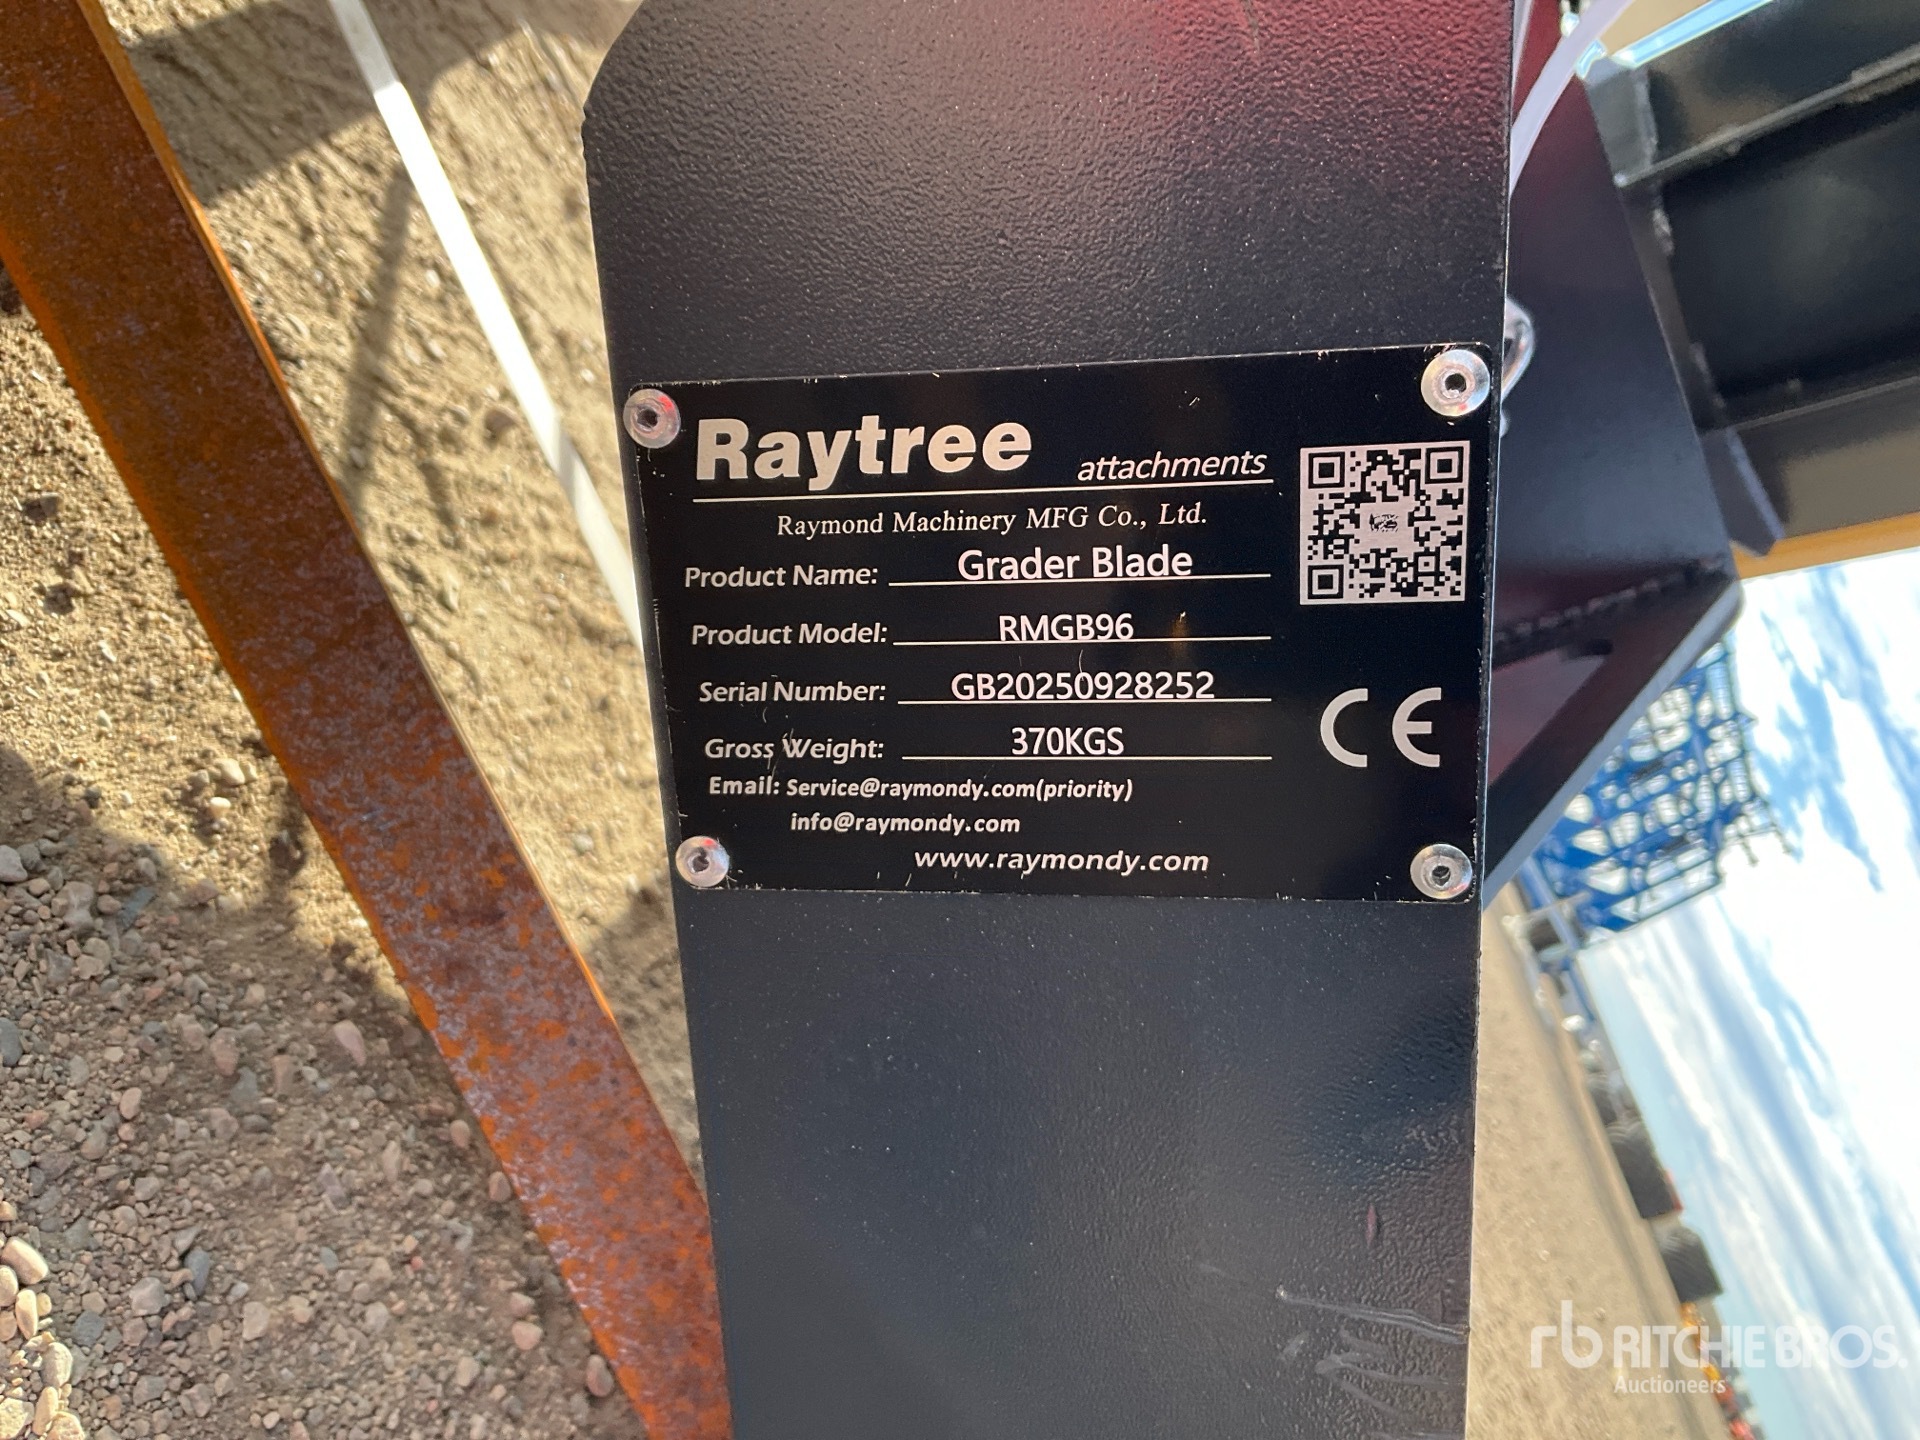 Raytree attachments
Raymond Machinery MFG Co., Ltd.
Product Name: Grader Blade
Product Model: RMGB96
Serial Number: GB20250928252
Gross Weight: 370KGS
Email: Service@raymondy.com(priority)
info@raymondy.com
www.raymondy.com
CE
rb RITCHIE BROS.
Auctioneers